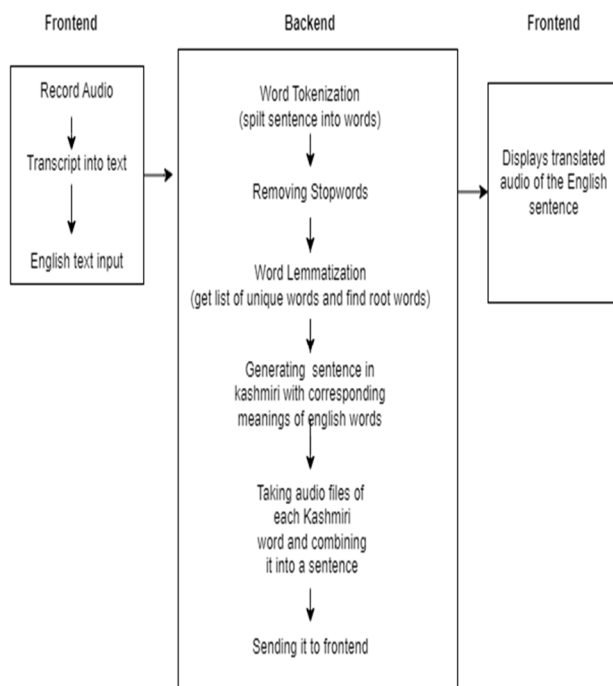 Frontend
Record Audio
Transcript into text
English text input
Backend
Word Tokenization
(spilt sentence into words)
Removing Stopwords
Word Lemmatization
(get list of unique words and find root words)
Generating sentence in
kashmiri with corresponding
meanings of english words
Taking audio files of
each Kashmiri
word and combining
it into a sentence
Sending it to frontend
Frontend
Displays translated
audio of the English
sentence